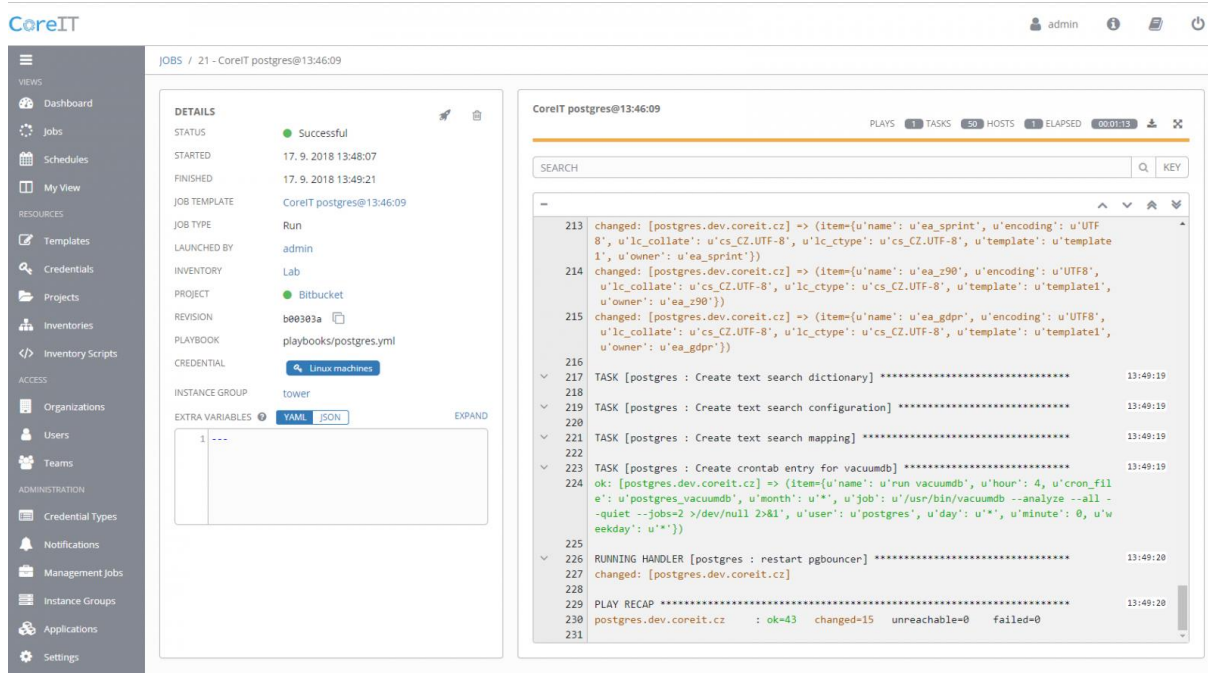 CoreIT
admin
JOBS / 21 - CoreIT postgres@13:46:09
VIEWS
Dashboard
Jobs
Schedules
My View
RESOURCES
Templates
Credentials
Projects
Inventories
Inventory Scripts
ACCESS
Organizations
Users
Teams
ADMINISTRATION
Credential Types
Notifications
Management Jobs
Instance Groups
Applications
Settings
DETAILS
STATUS Successful
STARTED 17. 9. 2018 13:48:07
FINISHED 17. 9. 2018 13:49:21
JOB TEMPLATE CoreIT postgres@13:46:09
JOB TYPE Run
LAUNCHED BY admin
INVENTORY Lab
PROJECT Bitbucket
REVISION b00303a
PLAYBOOK playbooks/postgres.yml
CREDENTIAL Linux machines
INSTANCE GROUP tower
EXTRA VARIABLES YAML JSON EXPAND
1 ---
CoreIT postgres@13:46:09
PLAYS 1 TASKS 50 HOSTS 1 ELAPSED 00:01:13
SEARCH KEY
213 changed: [postgres.dev.coreit.cz] => (item={u'name': u'ea_sprint', u'encoding': u'UTF
8', u'lc_collate': u'cs_CZ.UTF-8', u'lc_ctype': u'cs_CZ.UTF-8', u'template': u'template
1', u'owner': u'ea_sprint'})
214 changed: [postgres.dev.coreit.cz] => (item={u'name': u'ea_z90', u'encoding': u'UTF8',
u'lc_collate': u'cs_CZ.UTF-8', u'lc_ctype': u'cs_CZ.UTF-8', u'template': u'template1',
u'owner': u'ea_z90'})
215 changed: [postgres.dev.coreit.cz] => (item={u'name': u'ea_gdpr', u'encoding': u'UTF8',
u'lc_collate': u'cs_CZ.UTF-8', u'lc_ctype': u'cs_CZ.UTF-8', u'template': u'template1',
u'owner': u'ea_gdpr'})
216
217 TASK [postgres : Create text search dictionary] ******************************** 13:49:19
218
219 TASK [postgres : Create text search configuration] ***************************** 13:49:19
220
221 TASK [postgres : Create text search mapping] *********************************** 13:49:19
222
223 TASK [postgres : Create crontab entry for vacuumdb] **************************** 13:49:19
224 ok: [postgres.dev.coreit.cz] => (item={u'name': u'run vacuumdb', u'hour': 4, u'cron_fil
e': u'postgres_vacuumdb', u'month': u'*', u'job': u'/usr/bin/vacuumdb --analyze --all -
-quiet --jobs=2 >/dev/null 2>&1', u'user': u'postgres', u'day': u'*', u'minute': 0, u'w
eekday': u'*'})
225
226 RUNNING HANDLER [postgres : restart pgbouncer] ********************************* 13:49:20
227 changed: [postgres.dev.coreit.cz]
228
229 PLAY RECAP ********************************************************************* 13:49:20
230 postgres.dev.coreit.cz : ok=43 changed=15 unreachable=0 failed=0
231